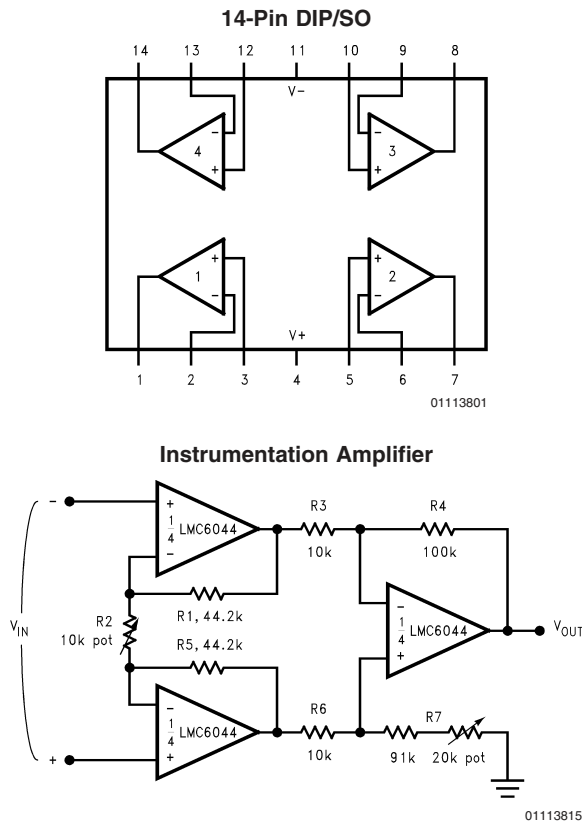 14-Pin DIP/SO
14 13 12 11 10 9 8
V-
- -
4 3
+ +
+ +
1 2
- -
V+
1 2 3 4 5 6 7
01113801
Instrumentation Amplifier
-
+
1/4 LMC6044
-
R3
10k
R4
100k
R1, 44.2k
R2
10k pot
VIN
R5, 44.2k
-
1/4 LMC6044
+
-
1/4 LMC6044
+
VOUT
R6
10k
R7
91k 20k pot
+
01113815